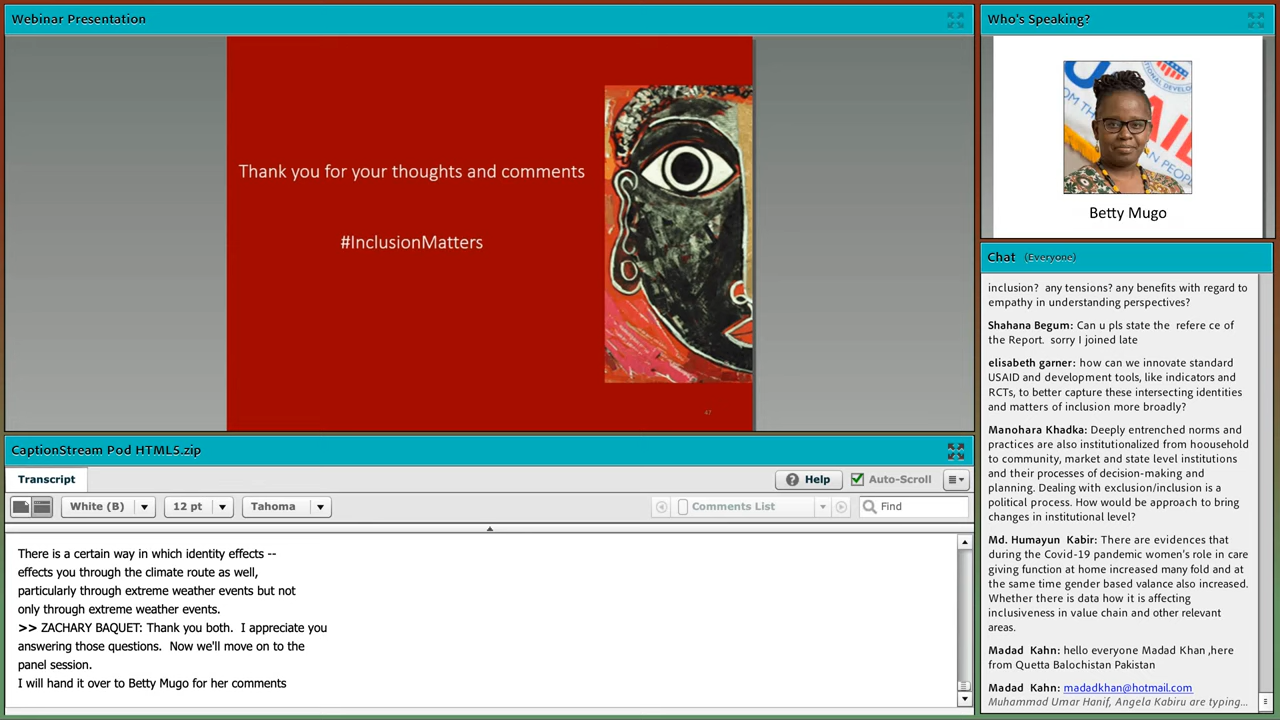 Webinar Presentation
Thank you for your thoughts and comments
#InclusionMatters
47
Who's Speaking?
Betty Mugo
Chat (Everyone)
inclusion? any tensions? any benefits with regard to
empathy in understanding perspectives?
Shahana Begum: Can u pls state the refere ce of
the Report. sorry I joined late
elisabeth garner: how can we innovate standard
USAID and development tools, like indicators and
RCTs, to better capture these intersecting identities
and matters of inclusion more broadly?
Manohara Khadka: Deeply entrenched norms and
practices are also institutionalized from hoousehold
to community, market and state level institutions
and their processes of decision-making and
planning. Dealing with exclusion/inclusion is a
political process. How would be approach to bring
changes in institutional level?
Md. Humayun Kabir: There are evidences that
during the Covid-19 pandemic women's role in care
giving function at home increased many fold and at
the same time gender based valance also increased.
Whether there is data how it is affecting
inclusiveness in value chain and other relevant
areas.
Madad Kahn: hello everyone Madad Khan ,here
from Quetta Balochistan Pakistan
Madad Kahn: madadkhan@hotmail.com
Muhammad Umar Hanif, Angela Kabiru are typing...
CaptionStream Pod HTML5.zip
Transcript
Help
Auto-Scroll
White (B)
12 pt
Tahoma
Comments List
Find
There is a certain way in which identity effects --
effects you through the climate route as well,
particularly through extreme weather events but not
only through extreme weather events.
>> ZACHARY BAQUET: Thank you both. I appreciate you
answering those questions. Now we'll move on to the
panel session.
I will hand it over to Betty Mugo for her comments